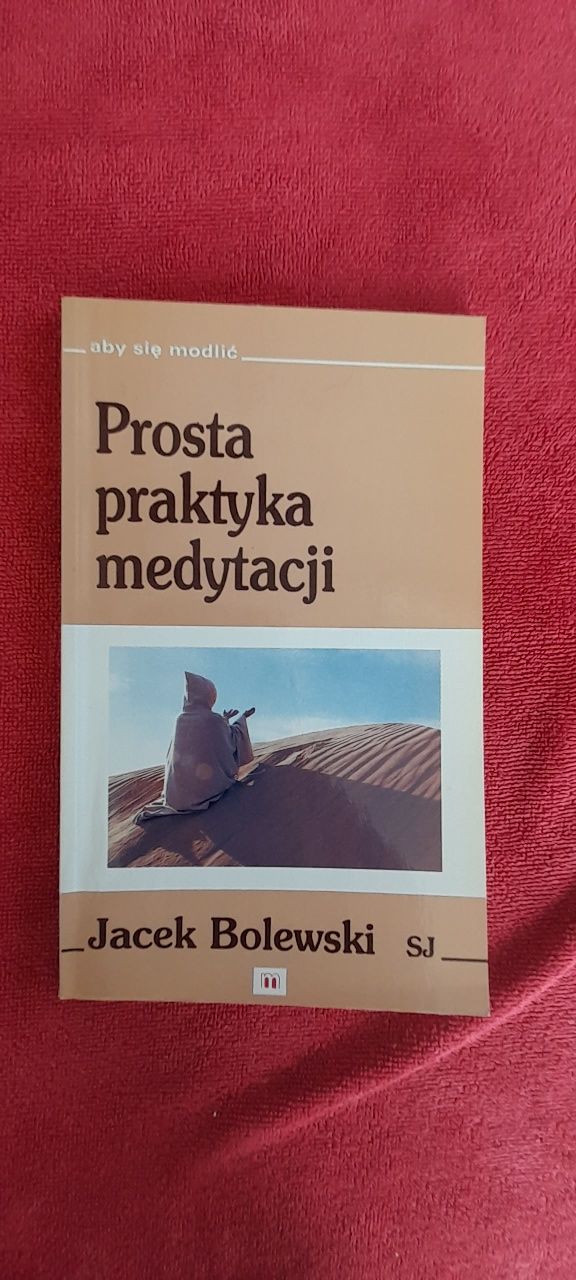 aby się modlić
Prosta
praktyka
medytacji
Jacek Bolewski SJ
m